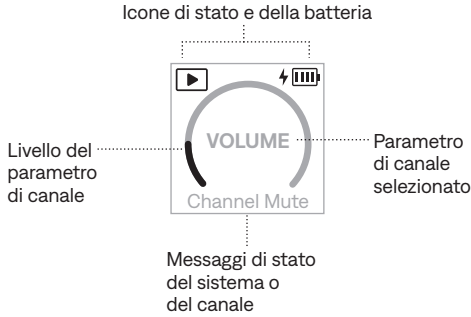 Icone di stato e della batteria
VOLUME
Livello del
parametro
di canale
Parametro
di canale
selezionato
Channel Mute
Messaggi di stato
del sistema o
del canale